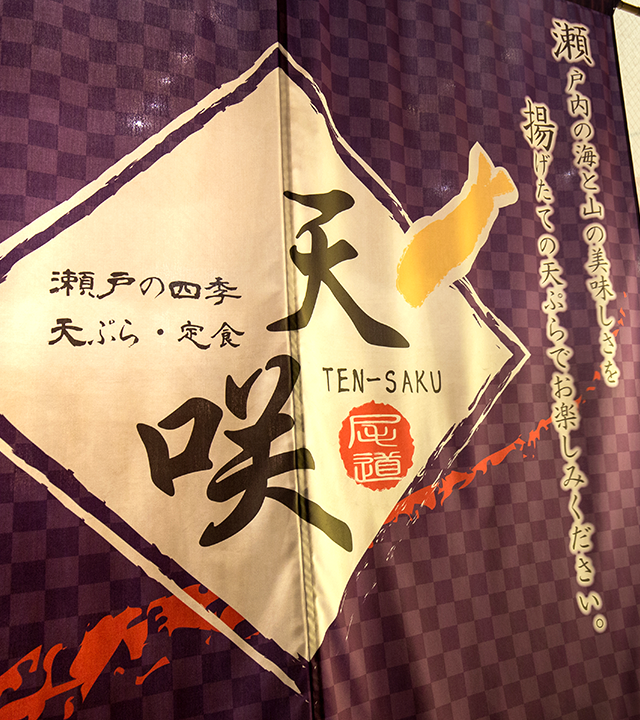 瀬戸内の海と山の美味しさを
揚げたての天ぷらでお楽しみください。
瀬戸の四季
天ぷら・定食
天咲
TEN-SAKU
尾道